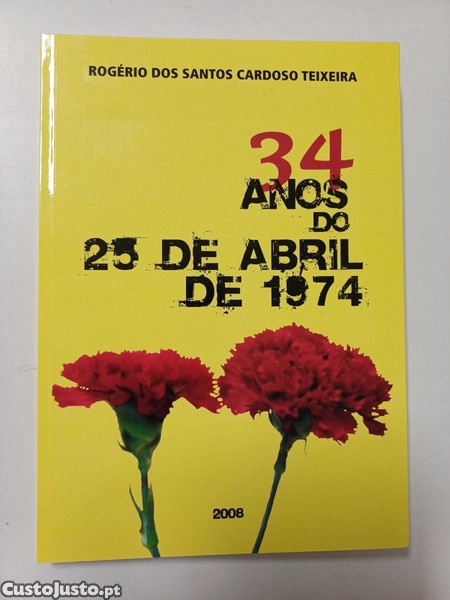 ROGÉRIO DOS SANTOS CARDOSO TEIXEIRA
34
ANOS
DO
25 DE ABRIL
DE 1974
2008
CustoJusto.pt